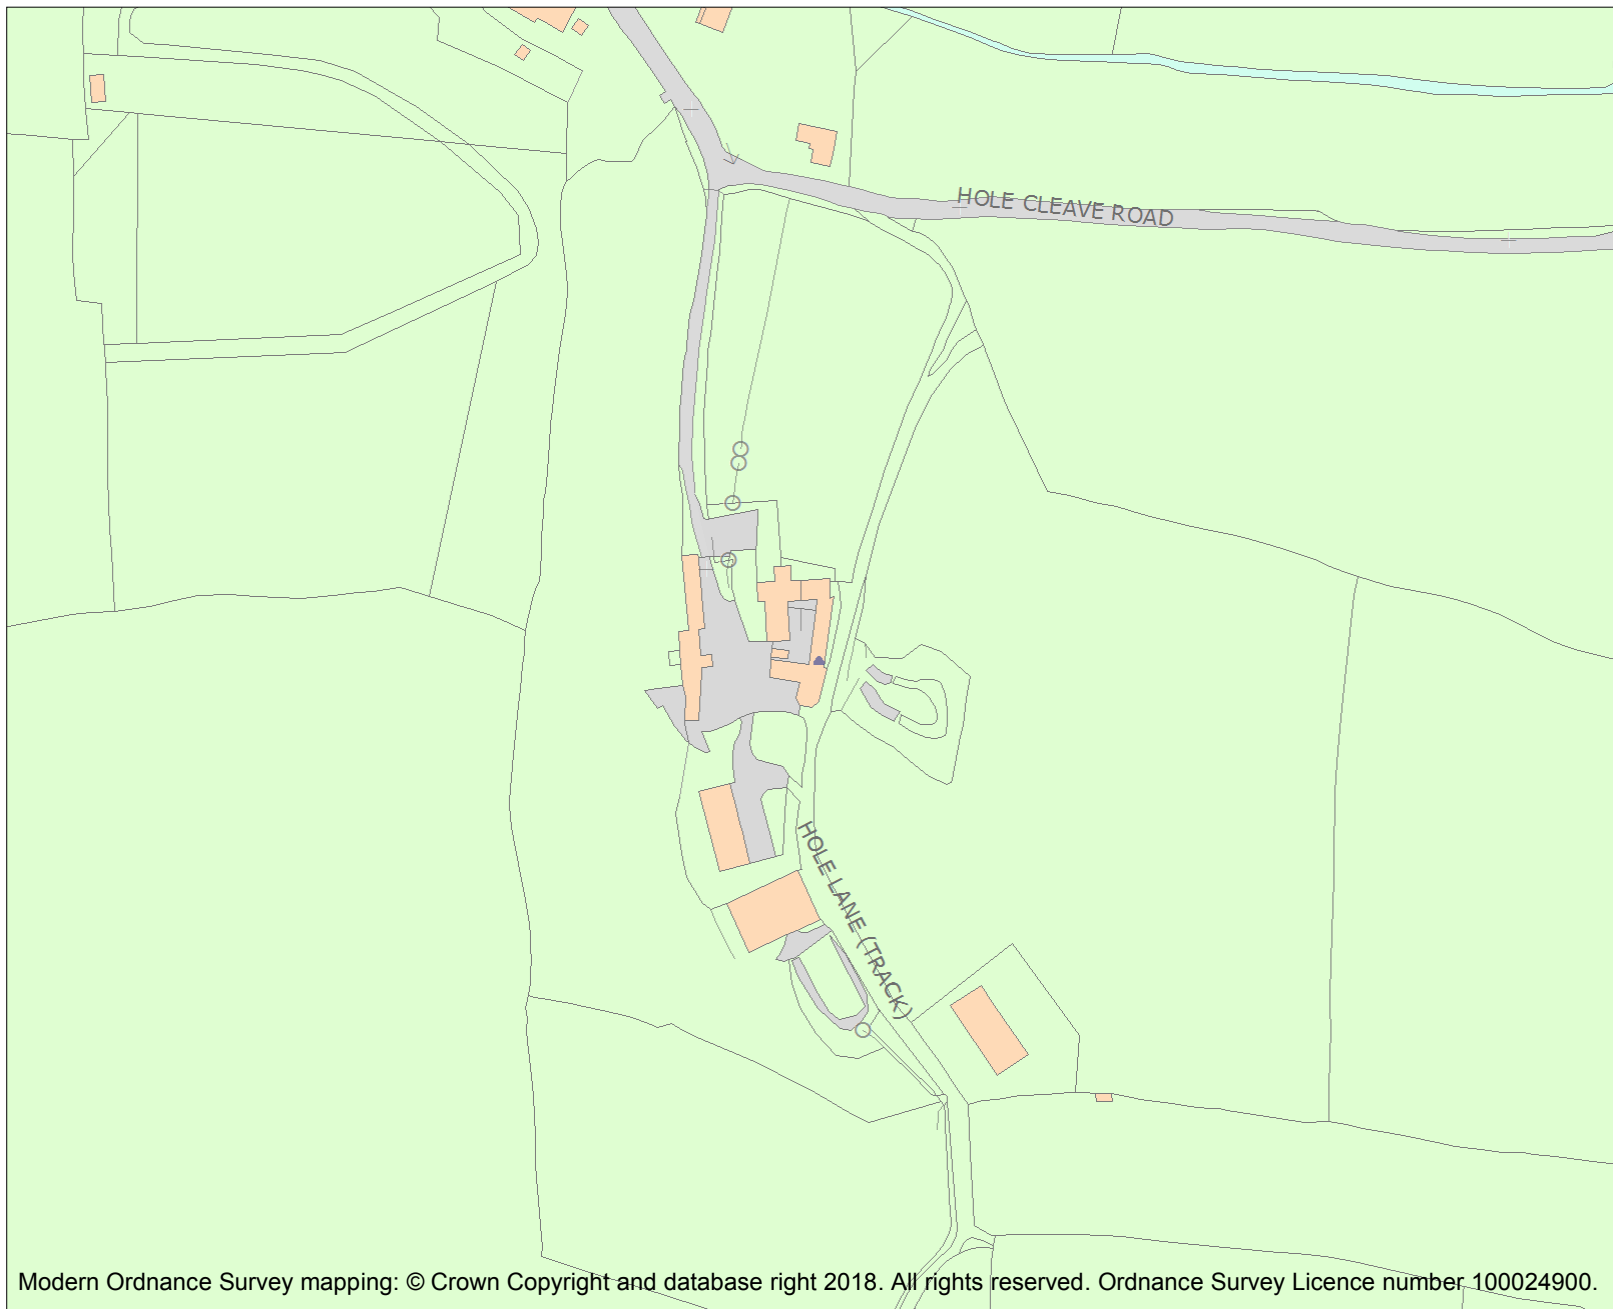 HOLE CLEAVE ROAD
HOLE LANE (TRACK)
Modern Ordnance Survey mapping: © Crown Copyright and database right 2018. All rights reserved. Ordnance Survey Licence number 100024900.